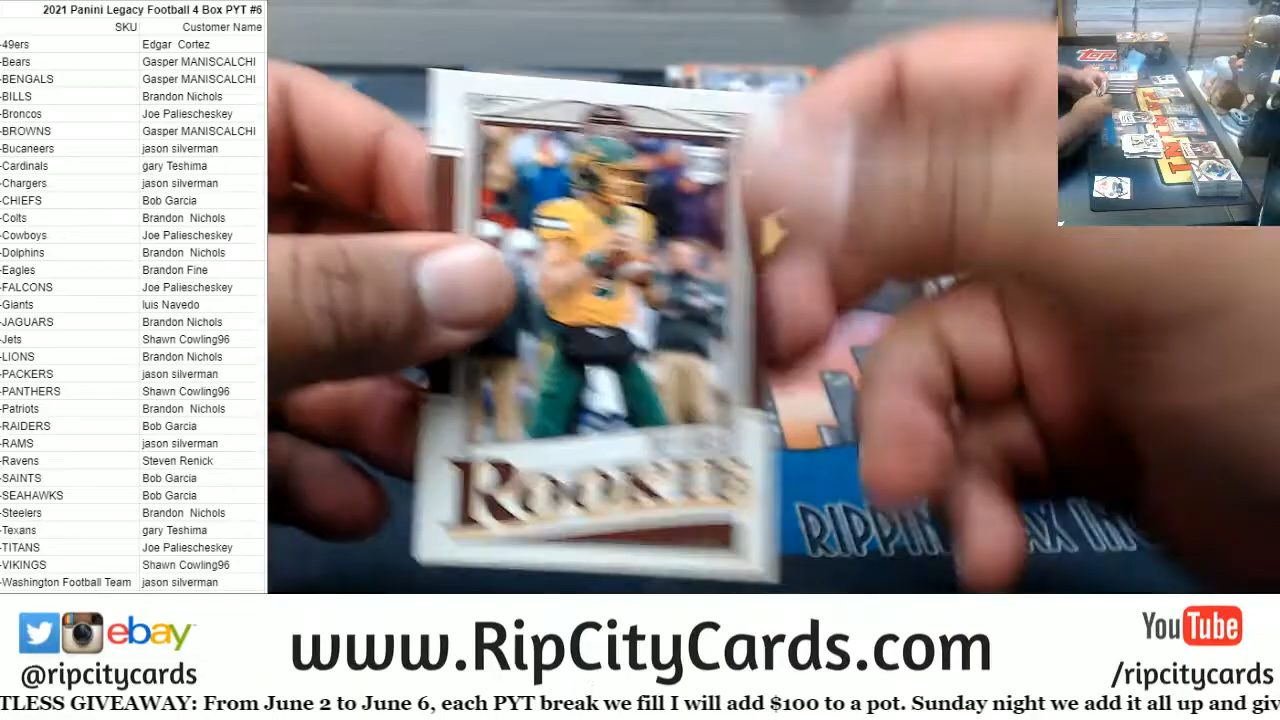 2021 Panini Legacy Football 4 Box PYT #6
SKU Customer Name
-49ers Edgar Cortez
-Bears Gasper MANISCALCHI
-BENGALS Gasper MANISCALCHI
-BILLS Brandon Nichols
-Broncos Joe Paliescheskey
-BROWNS Gasper MANISCALCHI
-Bucaneers jason silverman
-Cardinals gary Teshima
-Chargers jason silverman
-CHIEFS Bob Garcia
-Colts Brandon Nichols
-Cowboys Joe Paliescheskey
-Dolphins Brandon Nichols
-Eagles Brandon Fine
-FALCONS Joe Paliescheskey
-Giants luis Navedo
-JAGUARS Brandon Nichols
-Jets Shawn Cowling96
-LIONS Brandon Nichols
-PACKERS jason silverman
-PANTHERS Shawn Cowling96
-Patriots Brandon Nichols
-RAIDERS Bob Garcia
-RAMS jason silverman
-Ravens Steven Renick
-SAINTS Bob Garcia
-SEAHAWKS Bob Garcia
-Steelers Brandon Nichols
-Texans gary Teshima
-TITANS Joe Paliescheskey
-VIKINGS Shawn Cowling96
-Washington Football Team jason silverman
Topps
ROOKIE
ebay
@ripcitycards
www.RipCityCards.com
YouTube
/ripcitycards
TLESS GIVEAWAY: From June 2 to June 6, each PYT break we fill I will add $100 to a pot. Sunday night we add it all up and giv